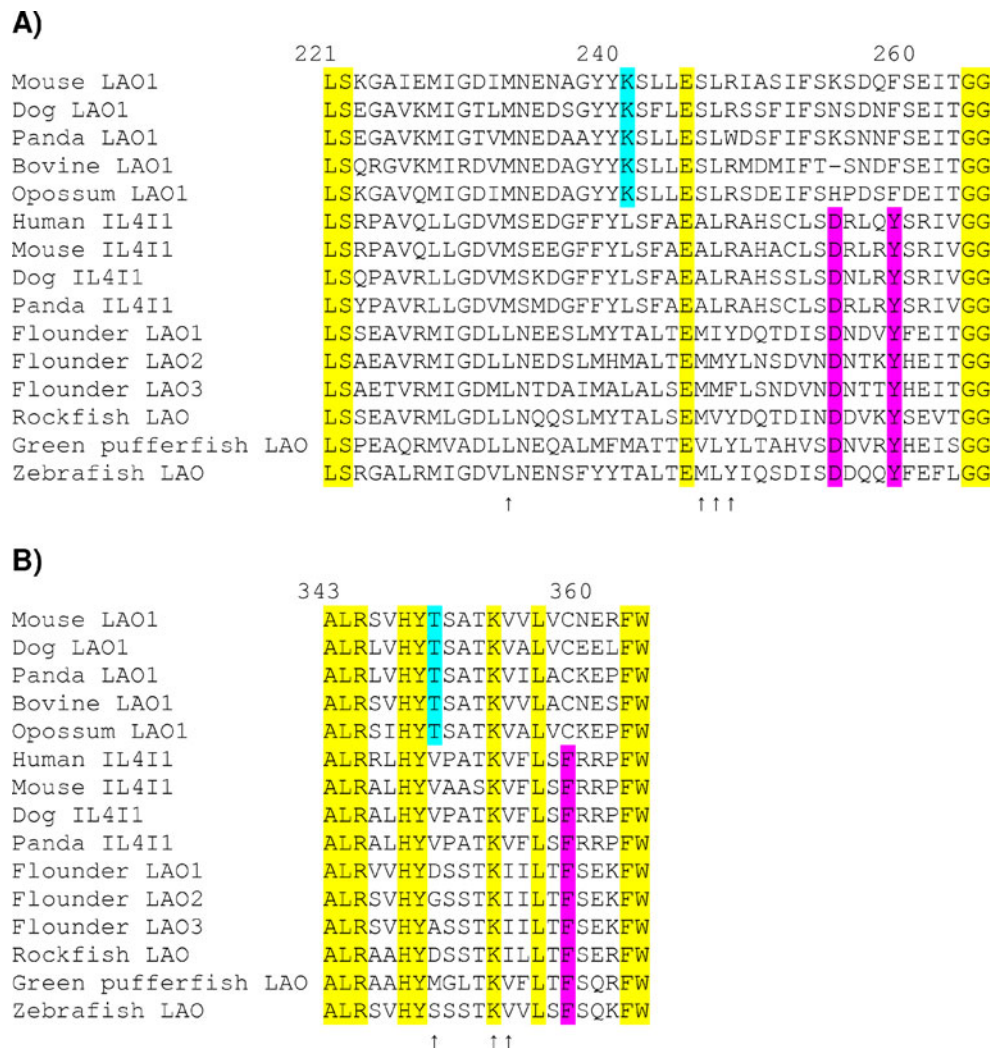 A)
221 240 260
Mouse LAO1 LSKGAIEMIGDIMNENAGYYKSLLESLRIASIFSKSDQFSEITGG
Dog LAO1 LSEGAVKMIGTLMNEDSGYYKSFLESLRSSFIFSNSDDFSEITGG
Panda LAO1 LSEGAVKMIGTVMNEDAAYYKSLLESLWDSFIFSKSNNFSEITGG
Bovine LAO1 LSQRGVKMIRDVMNEDAGYYKSLLESLRMDMIFT-SNDFSEITGG
Opossum LAO1 LSKGAVQMIGDIMNEDAGYYKSLLESLRSDEIFSHPDSFDEITGG
Human IL4I1 LSRPAVQLLGDVMSEDGFFYLSFAEALRAHSCLSDRLQYSRIVGG
Mouse IL4I1 LSRPAVQLLGDVMSEEGFFYLSFAEALRAHACLSDRLRYSRIVGG
Dog IL4I1 LSQPAVRLLGDVMSKDGFFYLSFAEALRAHSSLSDNLRYSRIVGG
Panda IL4I1 LSYPAVRLLGDVMSMDGFFYLSFAEALRAHSCLSDRLRYSRIVGG
Flounder LAO1 LSSEAVRMIGDLLNEESLMYTALTEMIYDQTDISDNDVYFEITGG
Flounder LAO2 LSAEAVRMIGDLLNEDSLMHMALTEMMYLNSDVNDNTKYHEITGG
Flounder LAO3 LSAETVRMIGDMLNTDAIMALALSEMMFLSNDVNDNTTYHEITGG
Rockfish LAO LSSEAVRMLGDLLNQQSLMYTALSEMVYDQTDINDDVKYSEVTGG
Green pufferfish LAO LSPEAQRMVADLLNEQALMFMATTEVLYLTAHVSDNVRYHEISGG
Zebrafish LAO LSRGALRMIGDVLNENSFYYTALTEMLYIQSDISDDQQYFEFLGG
↑ ↑↑↑
B)
343 360
Mouse LAO1 ALRSVHYTSATKVVLVCNERFW
Dog LAO1 ALRLVHYTSATKVALVCEELFW
Panda LAO1 ALRLVHYTSATKVILACKEPFW
Bovine LAO1 ALRSVHYTSATKVVLACNESFW
Opossum LAO1 ALRSIHYTSATKVALVCKEPFW
Human IL4I1 ALRRLHYVPATKVFLSFRRPFW
Mouse IL4I1 ALRALHYVAASKVFLSFRRPFW
Dog IL4I1 ALRALHYVPATKVFLSFRRPFW
Panda IL4I1 ALRALHYVPATKVFLSFRRPFW
Flounder LAO1 ALRVVHYDSSTKIILTFSEKFW
Flounder LAO2 ALRSVHYGSSTKIILTFSEKFW
Flounder LAO3 ALRSVHYASSTKIILTFSEKFW
Rockfish LAO ALRAAHYDSSTKILLTFSERFW
Green pufferfish LAO ALRAAHYMGLTKVFLTFSQRFW
Zebrafish LAO ALRSVHYSSSTKVVLSFSQKFW
↑ ↑↑